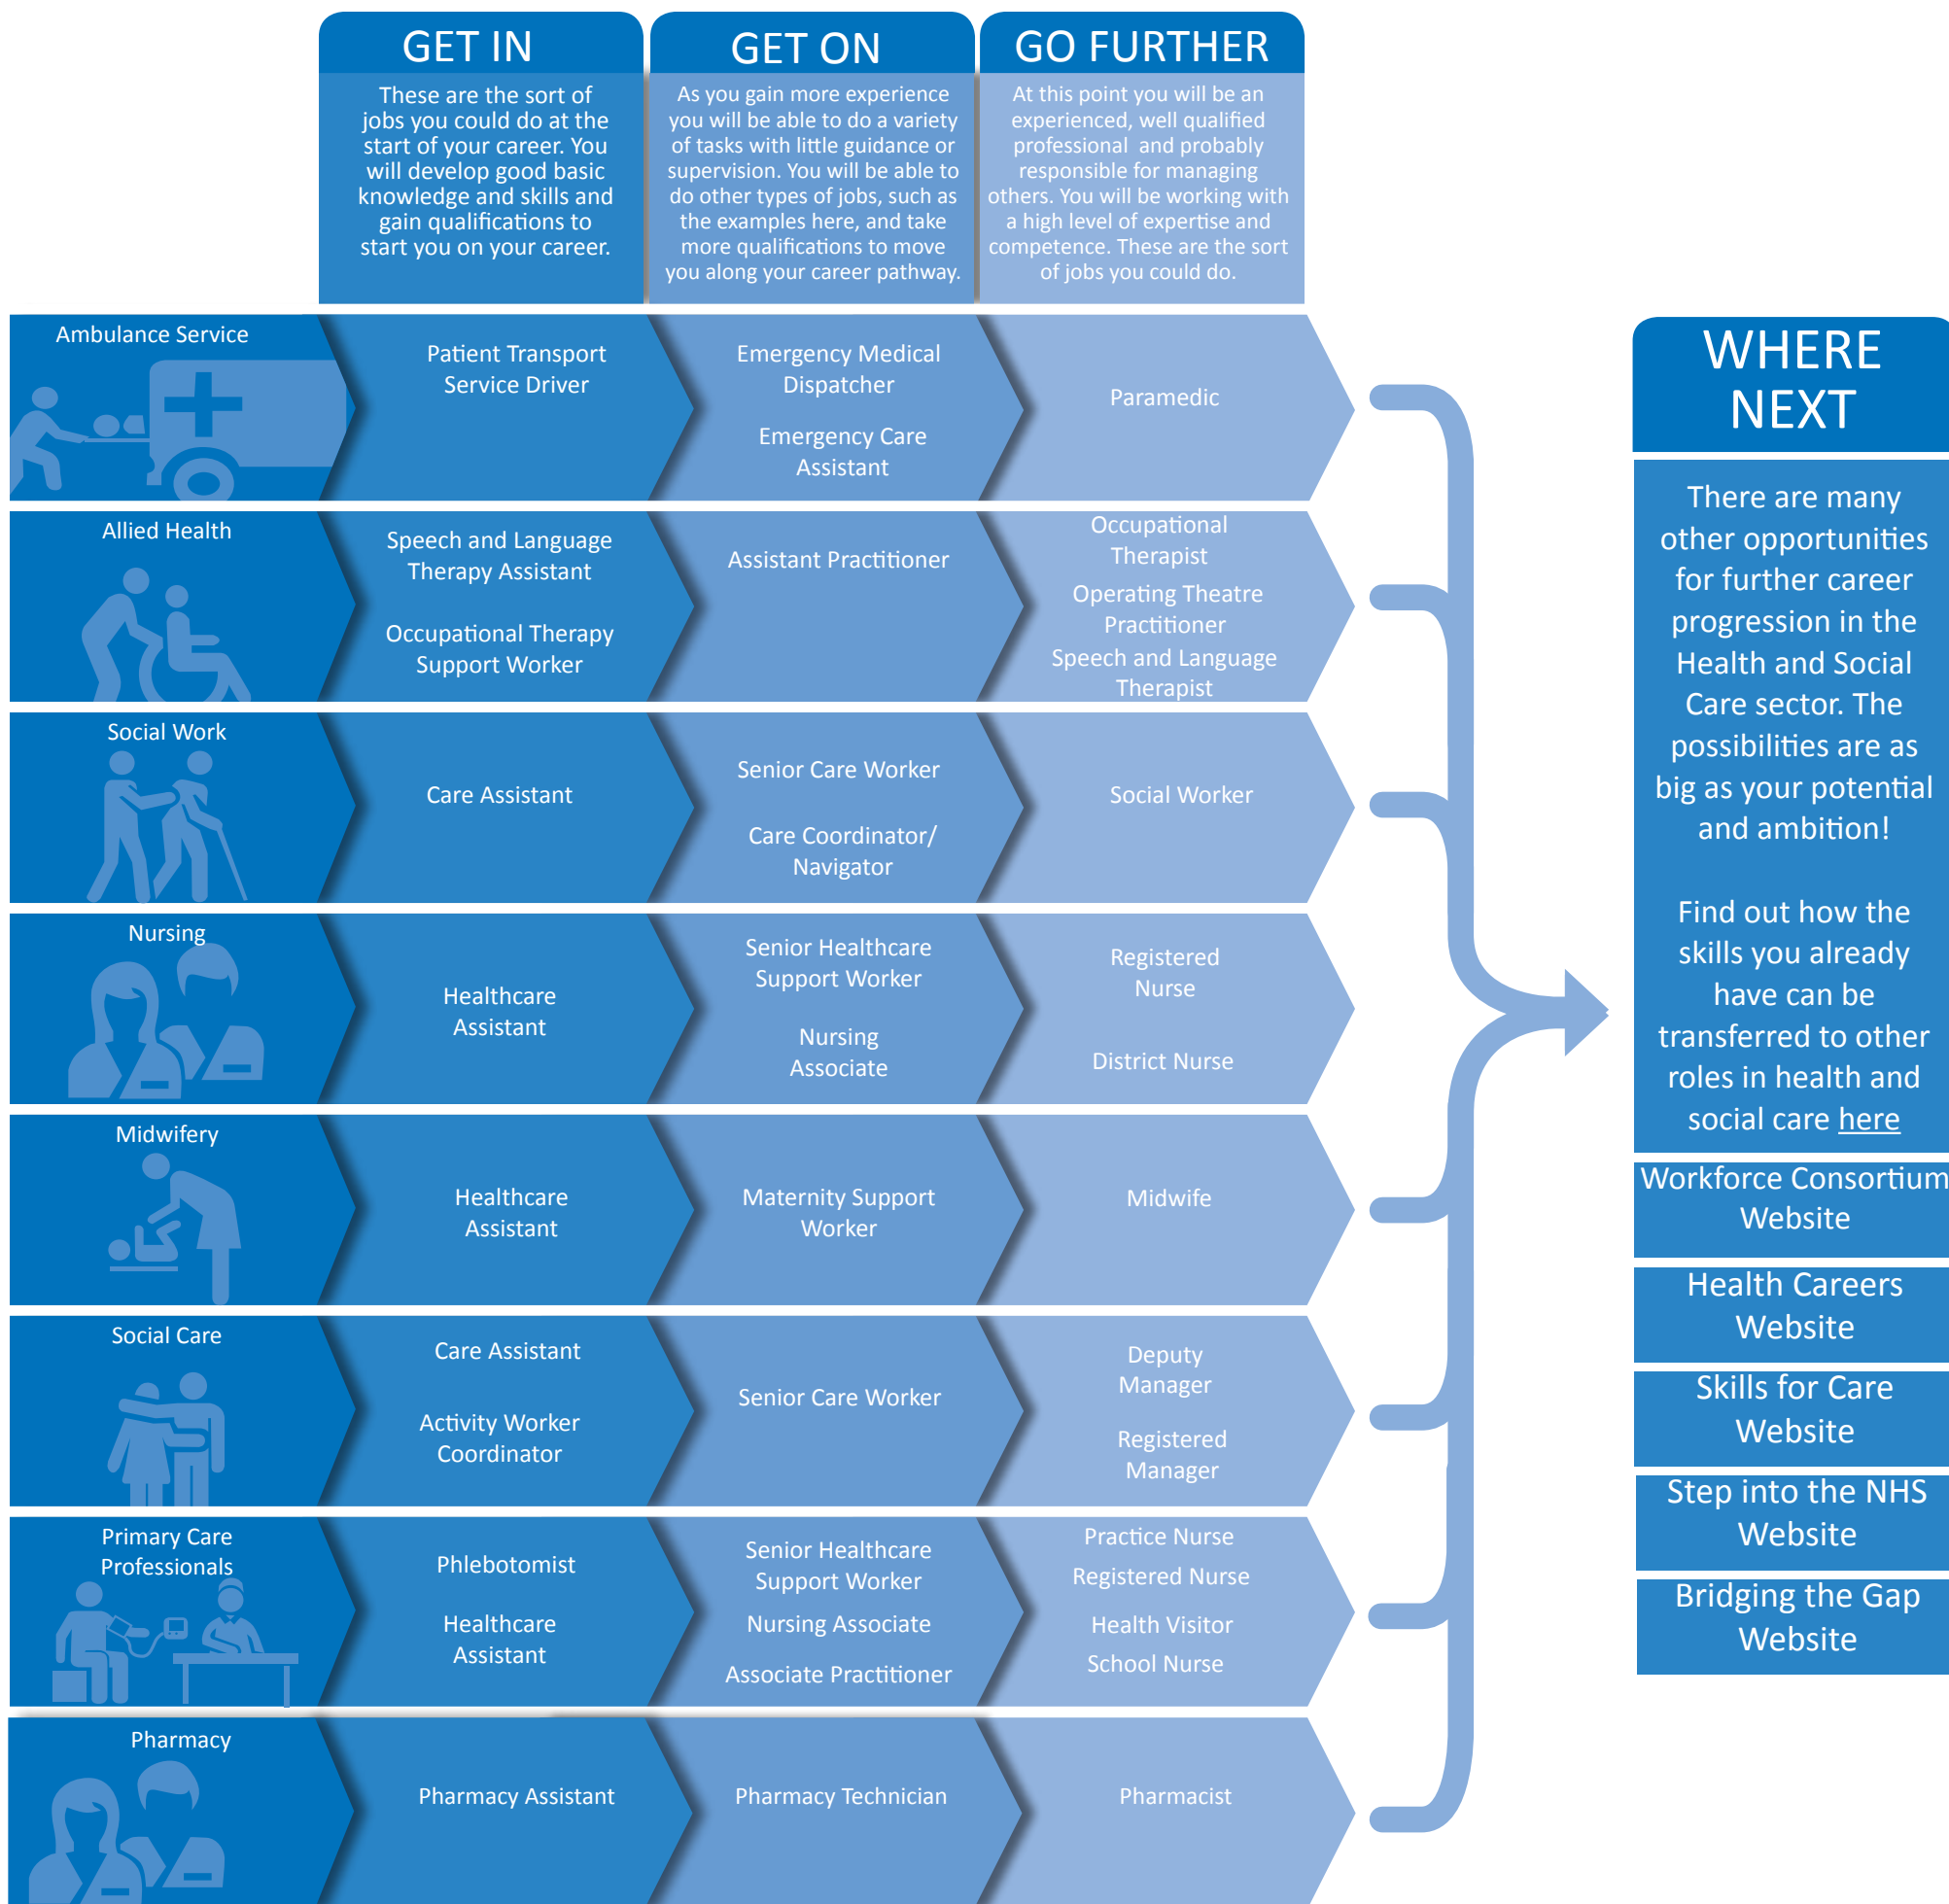 GET IN
These are the sort of
jobs you could do at the
start of your career. You
will develop good basic
knowledge and skills and
gain qualifications to
start you on your career.
GET ON
As you gain more experience
you will be able to do a variety
of tasks with little guidance or
supervision. You will be able to
do other types of jobs, such as
the examples here, and take
more qualifications to move
you along your career pathway.
GO FURTHER
At this point you will be an
experienced, well qualified
professional and probably
responsible for managing
others. You will be working with
a high level of expertise and
competence. These are the sort
of jobs you could do.
Ambulance Service
Patient Transport
Service Driver
Emergency Medical
Dispatcher
Emergency Care
Assistant
Paramedic
Allied Health
Speech and Language
Therapy Assistant
Occupational Therapy
Support Worker
Assistant Practitioner
Occupational
Therapist
Operating Theatre
Practitioner
Speech and Language
Therapist
Social Work
Care Assistant
Senior Care Worker
Care Coordinator/
Navigator
Social Worker
Nursing
Healthcare
Assistant
Senior Healthcare
Support Worker
Nursing
Associate
Registered
Nurse
District Nurse
Midwifery
Healthcare
Assistant
Maternity Support
Worker
Midwife
Social Care
Care Assistant
Activity Worker
Coordinator
Senior Care Worker
Deputy
Manager
Registered
Manager
Primary Care
Professionals
Phlebotomist
Healthcare
Assistant
Senior Healthcare
Support Worker
Nursing Associate
Associate Practitioner
Practice Nurse
Registered Nurse
Health Visitor
School Nurse
Pharmacy
Pharmacy Assistant
Pharmacy Technician
Pharmacist
WHERE
NEXT
There are many
other opportunities
for further career
progression in the
Health and Social
Care sector. The
possibilities are as
big as your potential
and ambition!
Find out how the
skills you already
have can be
transferred to other
roles in health and
social care here
Workforce Consortium
Website
Health Careers
Website
Skills for Care
Website
Step into the NHS
Website
Bridging the Gap
Website